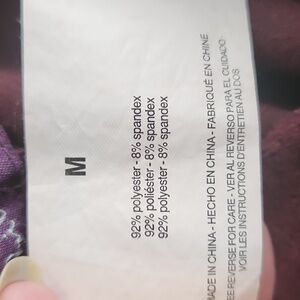 M
92% polyester - 8% spandex
92% poliéster - 8% spandex
92% polyester - 8% spandex
MADE IN CHINA - HECHO EN CHINA - FABRIQUÉ EN CHINE
SEE REVERSE FOR CARE - VER AL REVERSO PARA EL CUIDADO
VOIR LES INSTRUCTIONS D'ENTRETIEN AU DOS